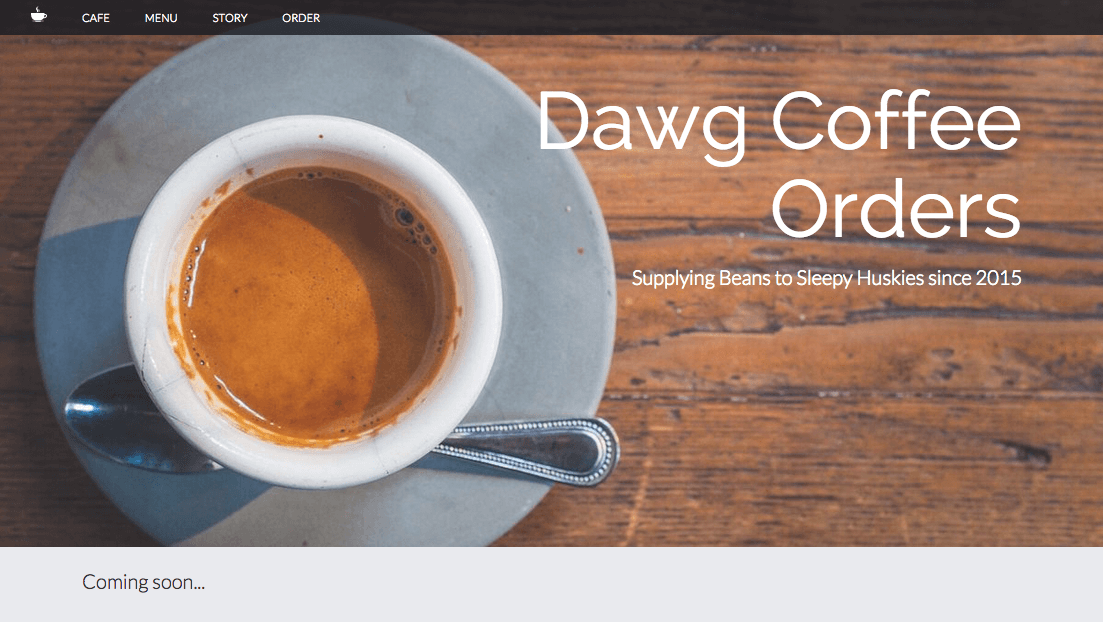 CAFE MENU STORY ORDER
Dawg Coffee
Orders
Supplying Beans to Sleepy Huskies since 2015
Coming soon...